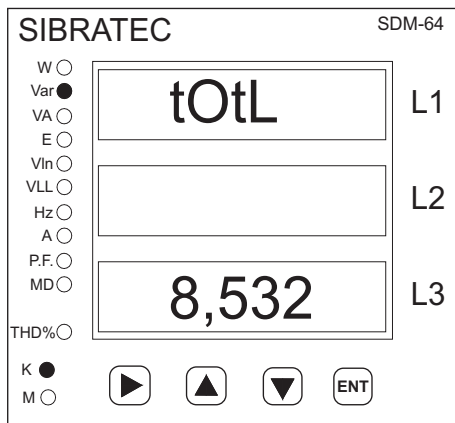 SIBRATEC SDM-64
W
Var
VA
E
Vln
VLL
Hz
A
P.F.
MD
THD%
K
M
tOtL
L1
L2
8,532
L3
ENT